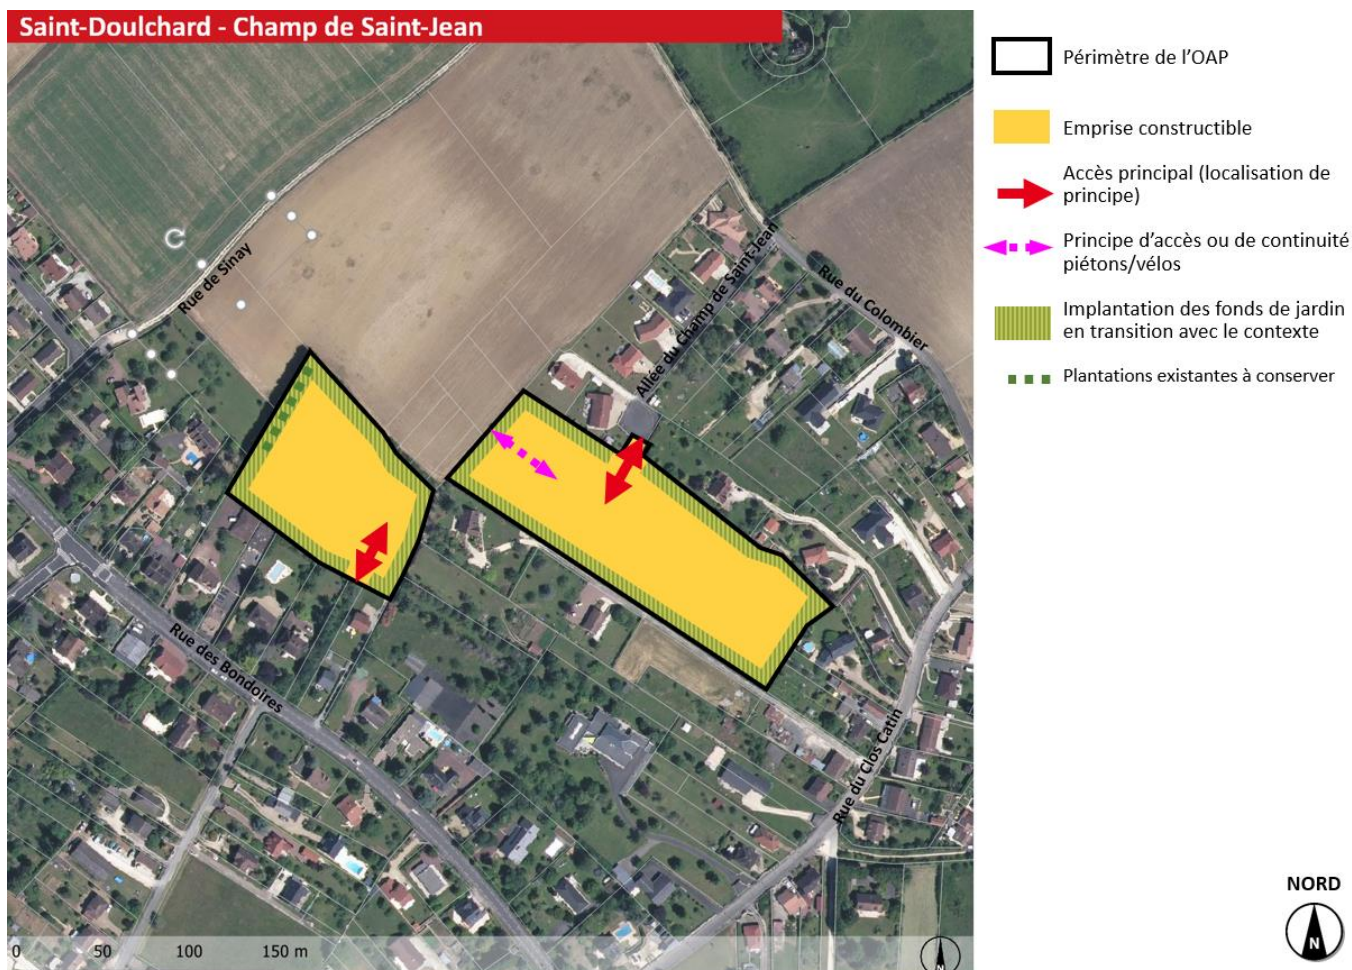 Saint-Doulchard - Champ de Saint-Jean
Périmètre de l’OAP
Emprise constructible
Accès principal (localisation de
principe)
Principe d’accès ou de continuité
piétons/vélos
Implantation des fonds de jardin
en transition avec le contexte
Plantations existantes à conserver
Rue de Sinay
Allée du Champ de Saint-Jean
Rue du Colombier
Rue des Bondoires
Rue du Clos Catin
0 50 100 150 m
N
NORD
N